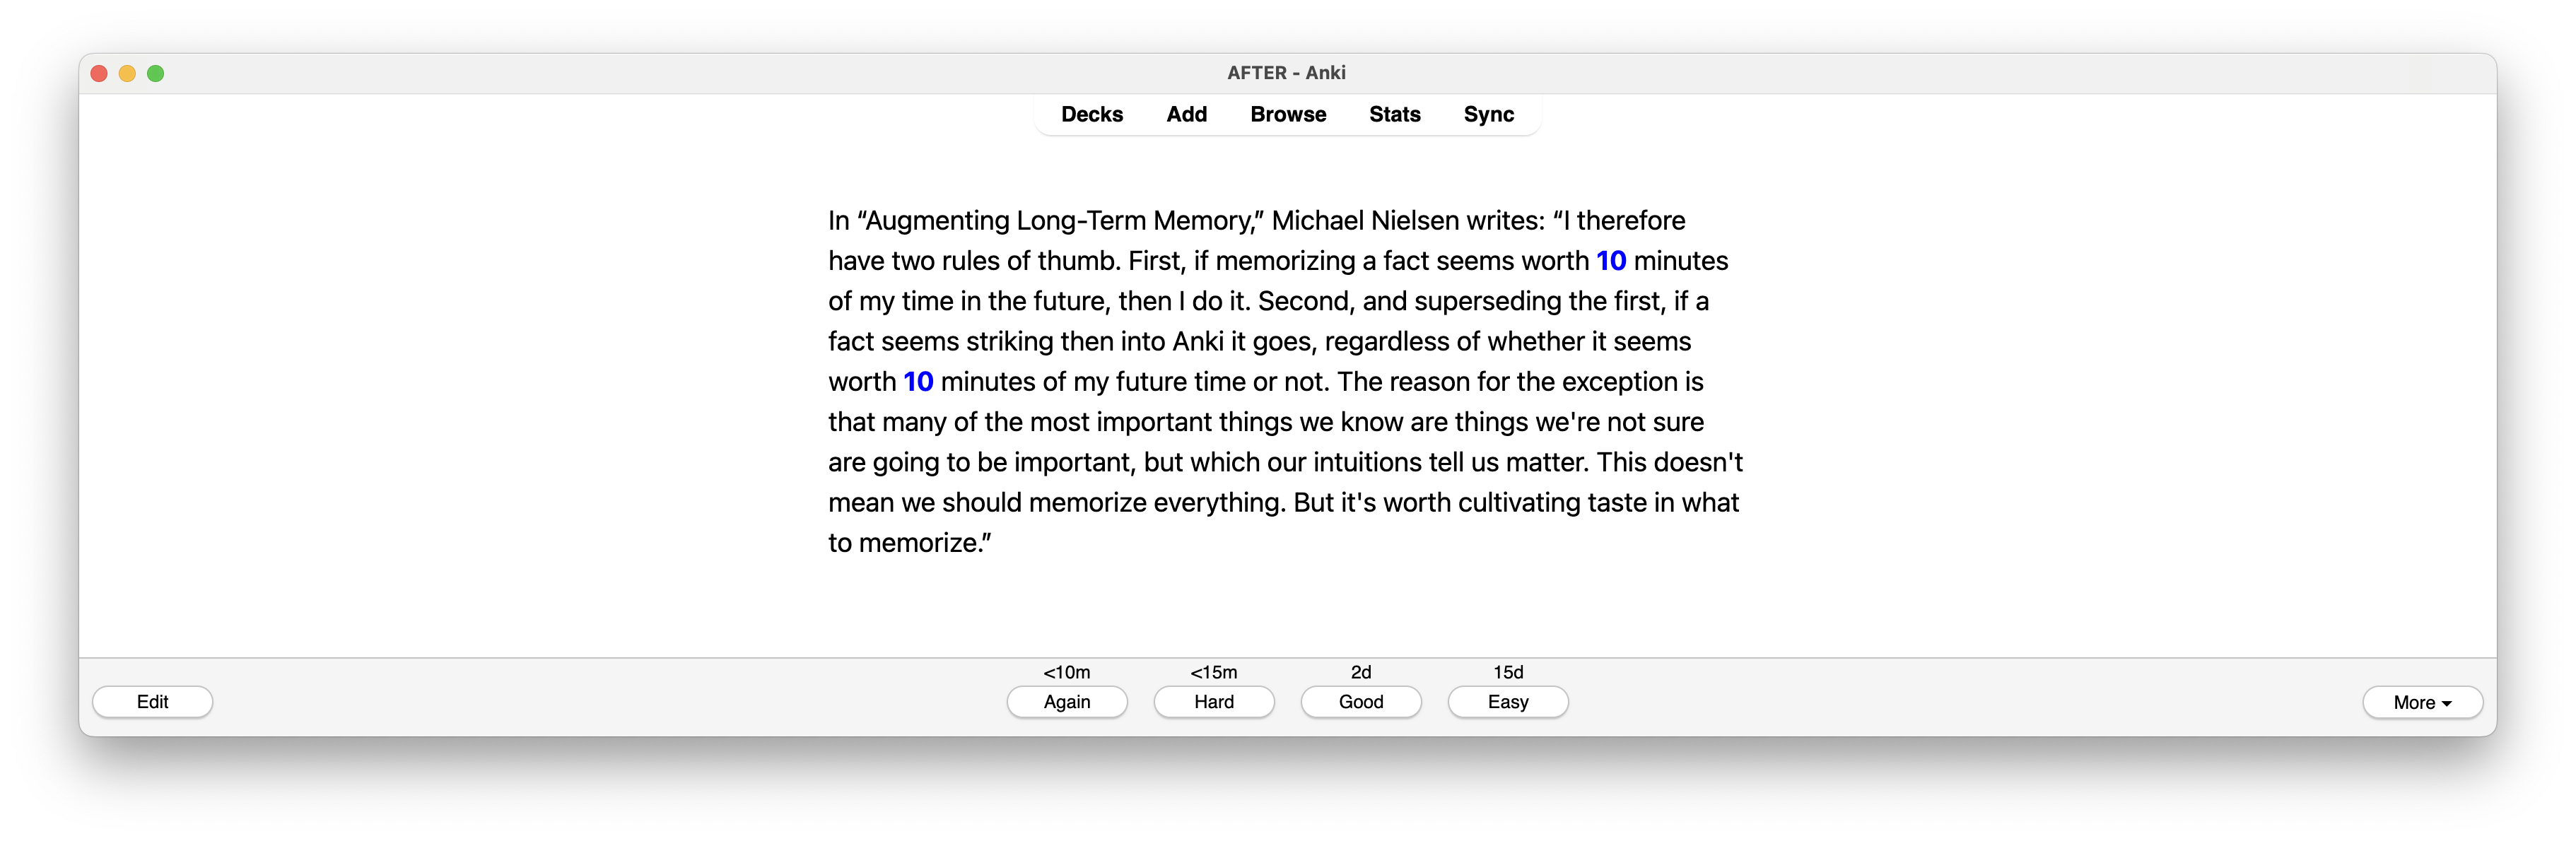 AFTER - Anki
Decks Add Browse Stats Sync
In “Augmenting Long-Term Memory,” Michael Nielsen writes: “I therefore
have two rules of thumb. First, if memorizing a fact seems worth 10 minutes
of my time in the future, then I do it. Second, and superseding the first, if a
fact seems striking then into Anki it goes, regardless of whether it seems
worth 10 minutes of my future time or not. The reason for the exception is
that many of the most important things we know are things we're not sure
are going to be important, but which our intuitions tell us matter. This doesn't
mean we should memorize everything. But it's worth cultivating taste in what
to memorize.”
<10m <15m 2d 15d
Edit Again Hard Good Easy More